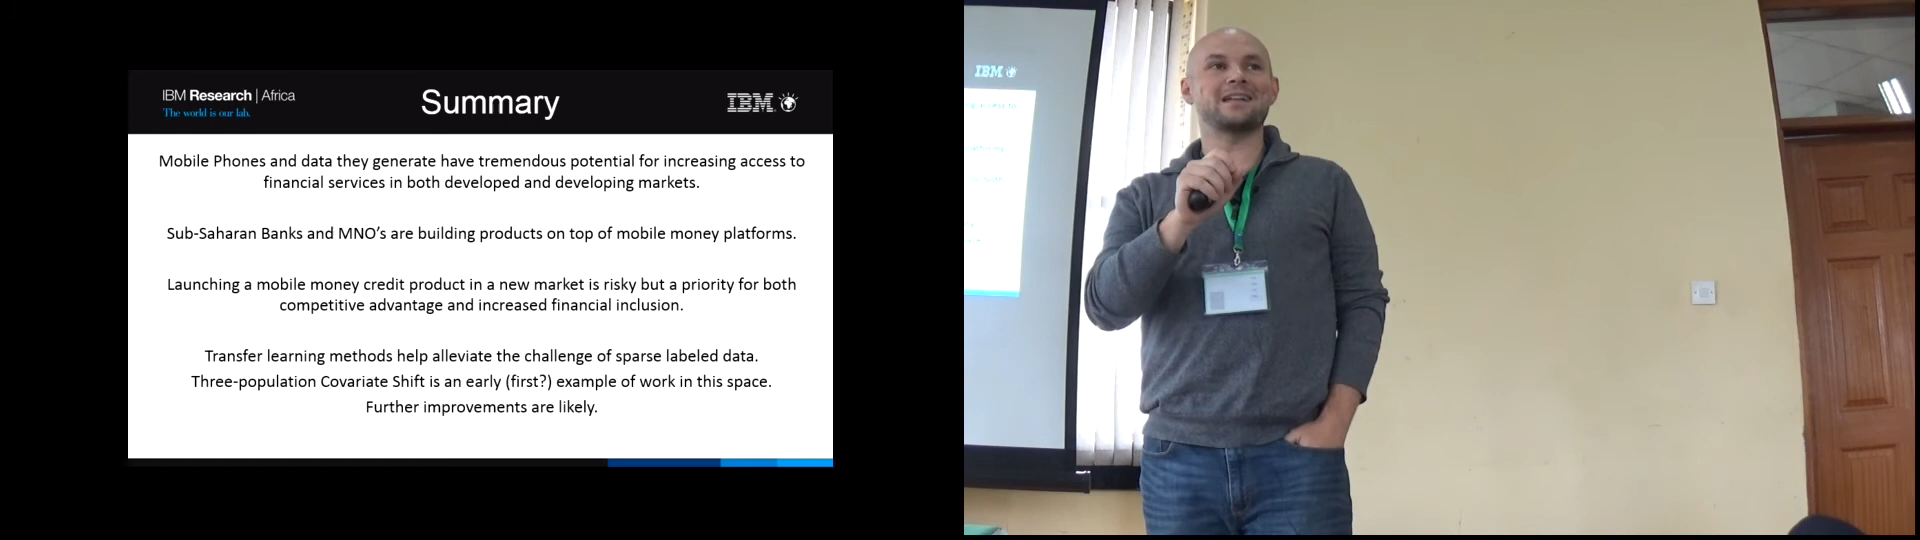 IBM Research | Africa
The world is our lab.
Summary
IBM
Mobile Phones and data they generate have tremendous potential for increasing access to
financial services in both developed and developing markets.
Sub-Saharan Banks and MNO's are building products on top of mobile money platforms.
Launching a mobile money credit product in a new market is risky but a priority for both
competitive advantage and increased financial inclusion.
Transfer learning methods help alleviate the challenge of sparse labeled data.
Three-population Covariate Shift is an early (first?) example of work in this space.
Further improvements are likely.
IBM